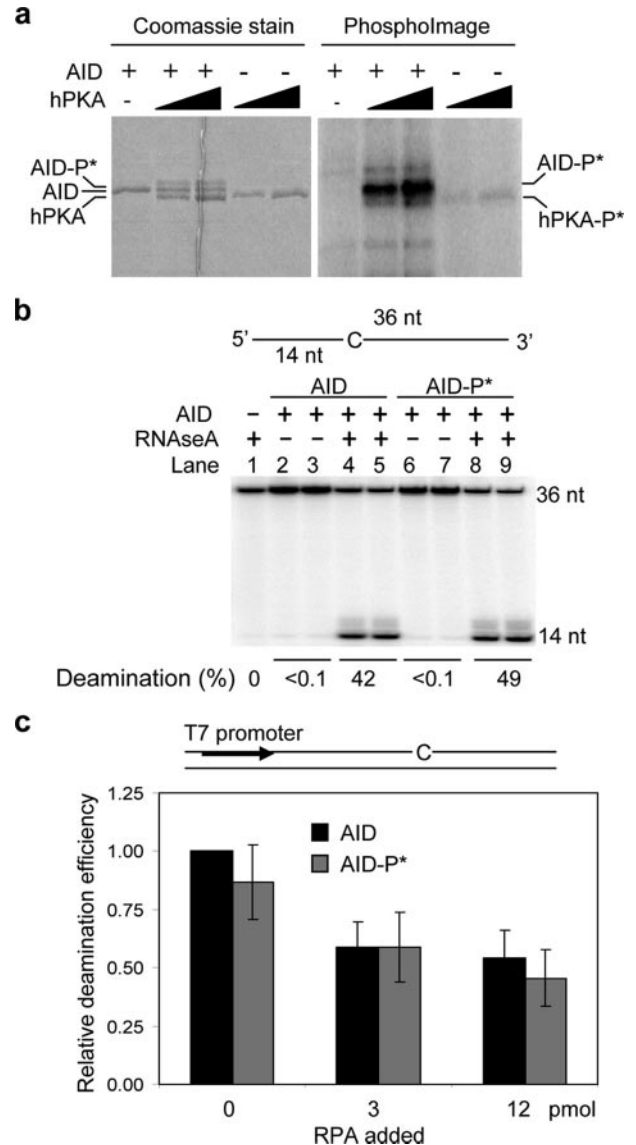 a
Coomassie stain PhosphoImage
AID + + + - - + + + - -
hPKA - -
AID-P*
AID
hPKA
AID-P*
hPKA-P*
b
36 nt
5' C 3'
14 nt
AID AID-P*
AID – + + + + + + + +
RNAseA + – – + + – – + +
Lane 1 2 3 4 5 6 7 8 9
36 nt
14 nt
Deamination (%) 0 <0.1 42 <0.1 49
c
T7 promoter
C
Relative deamination efficiency
1.25
1.00
0.75
0.50
0.25
0.00
AID
AID-P*
0 3 12 pmol
RPA added